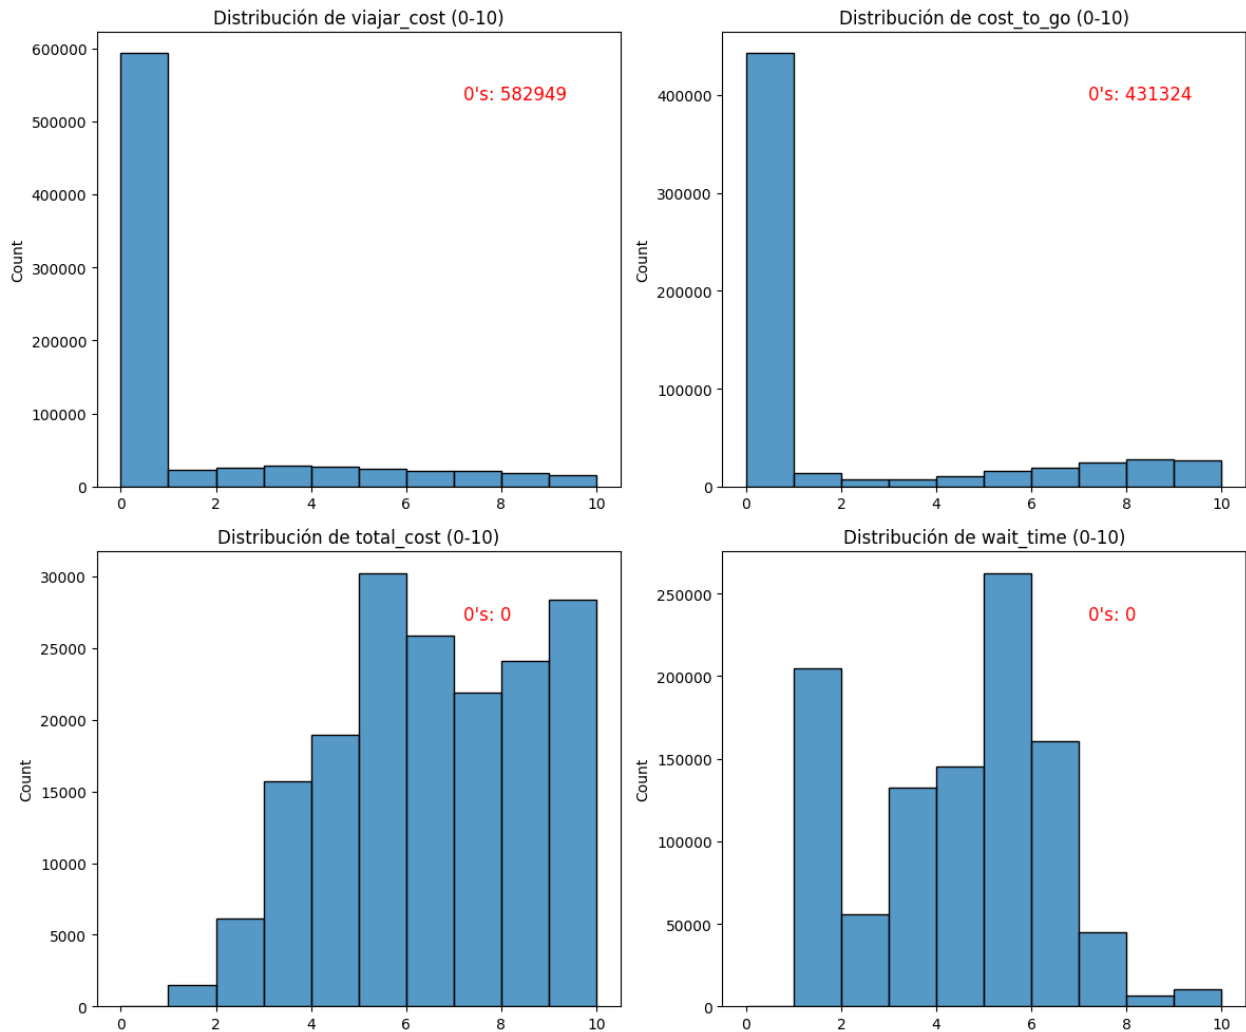 Distribución de viajar_cost (0-10)
600000
500000
400000
300000
200000
100000
0
Count
0's: 582949
0 2 4 6 8 10
Distribución de cost_to_go (0-10)
400000
300000
200000
100000
0
Count
0's: 431324
0 2 4 6 8 10
Distribución de total_cost (0-10)
30000
25000
20000
15000
10000
5000
0
Count
0's: 0
0 2 4 6 8 10
Distribución de wait_time (0-10)
250000
200000
150000
100000
50000
0
Count
0's: 0
0 2 4 6 8 10